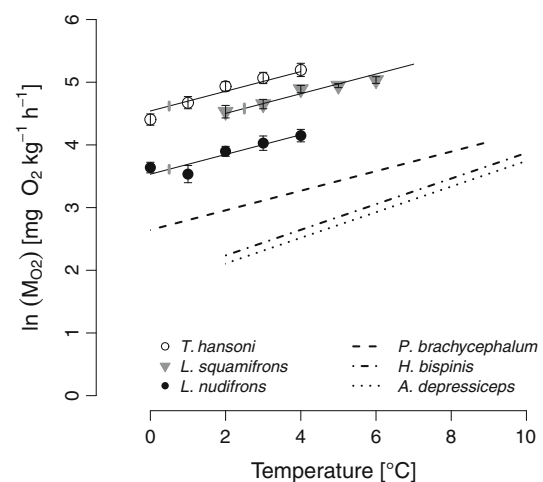 ln (M_O2) [mg O2 kg−1 h−1]
6
5
4
3
2
1
0
T. hansoni
L. squamifrons
L. nudifrons
P. brachycephalum
H. bispinis
A. depressiceps
0 2 4 6 8 10
Temperature [°C]